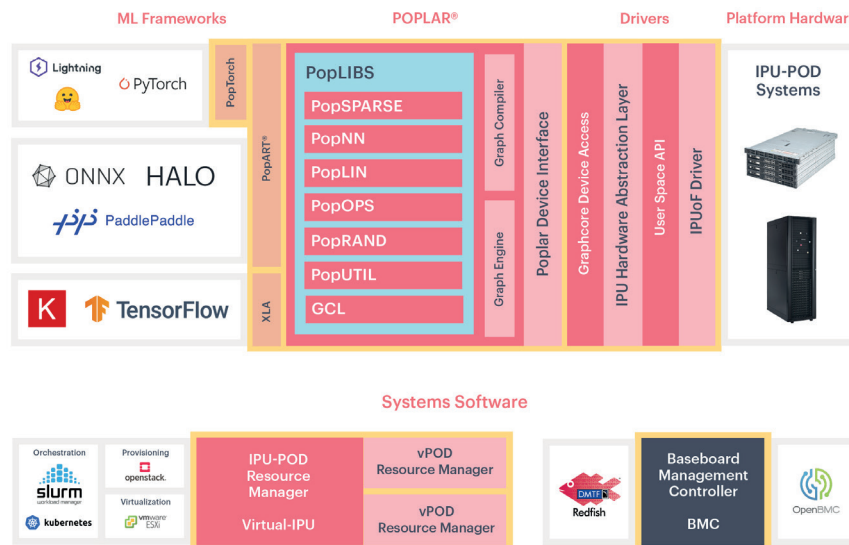 ML Frameworks
POPLAR®
Drivers
Platform Hardware
Lightning
PyTorch
PopTorch
ONNX
HALO
PaddlePaddle
PopART®
K
TensorFlow
XLA
PopLIBS
PopSPARSE
PopNN
PopLIN
PopOPS
PopRAND
PopUTIL
GCL
Graph Compiler
Graph Engine
Poplar Device Interface
Graphcore Device Access
IPU Hardware Abstraction Layer
User Space API
IPUoF Driver
IPU-POD
Systems
Systems Software
Orchestration
slurm
workload manager
kubernetes
Provisioning
openstack.
Virtualization
vmware
ESXi
IPU-POD
Resource
Manager
Virtual-IPU
vPOD
Resource Manager
vPOD
Resource Manager
DMTF
Redfish
Baseboard
Management
Controller
BMC
OpenBMC